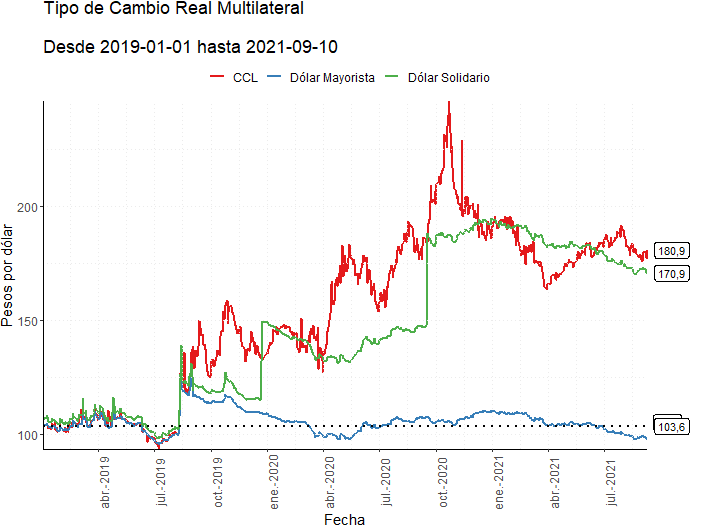 Tipo de Cambio Real Multilateral
Desde 2019-01-01 hasta 2021-09-10
CCL Dólar Mayorista Dólar Solidario
Pesos por dólar
200
150
100
180,9
170,9
103,6
abr.-2019 jul.-2019 oct.-2019 ene.-2020 abr.-2020 jul.-2020 oct.-2020 ene.-2021 abr.-2021 jul.-2021
Fecha